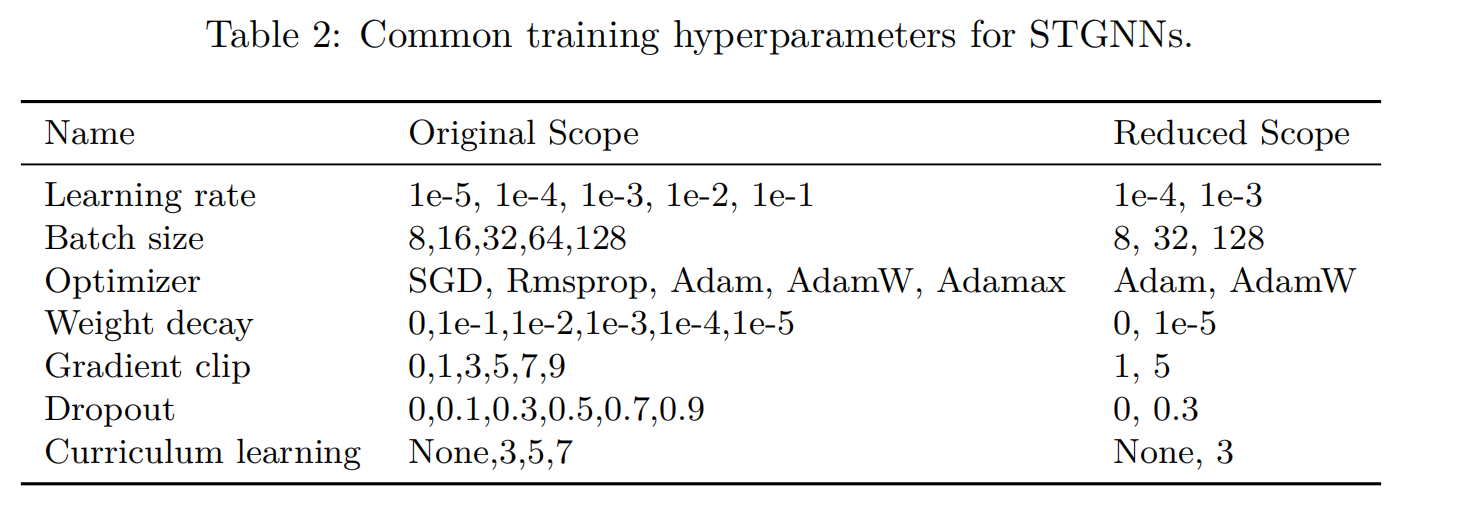 Table 2: Common training hyperparameters for STGNNs.
Name Original Scope Reduced Scope
Learning rate 1e-5, 1e-4, 1e-3, 1e-2, 1e-1 1e-4, 1e-3
Batch size 8,16,32,64,128 8, 32, 128
Optimizer SGD, Rmsprop, Adam, AdamW, Adamax Adam, AdamW
Weight decay 0,1e-1,1e-2,1e-3,1e-4,1e-5 0, 1e-5
Gradient clip 0,1,3,5,7,9 1, 5
Dropout 0,0.1,0.3,0.5,0.7,0.9 0, 0.3
Curriculum learning None,3,5,7 None, 3